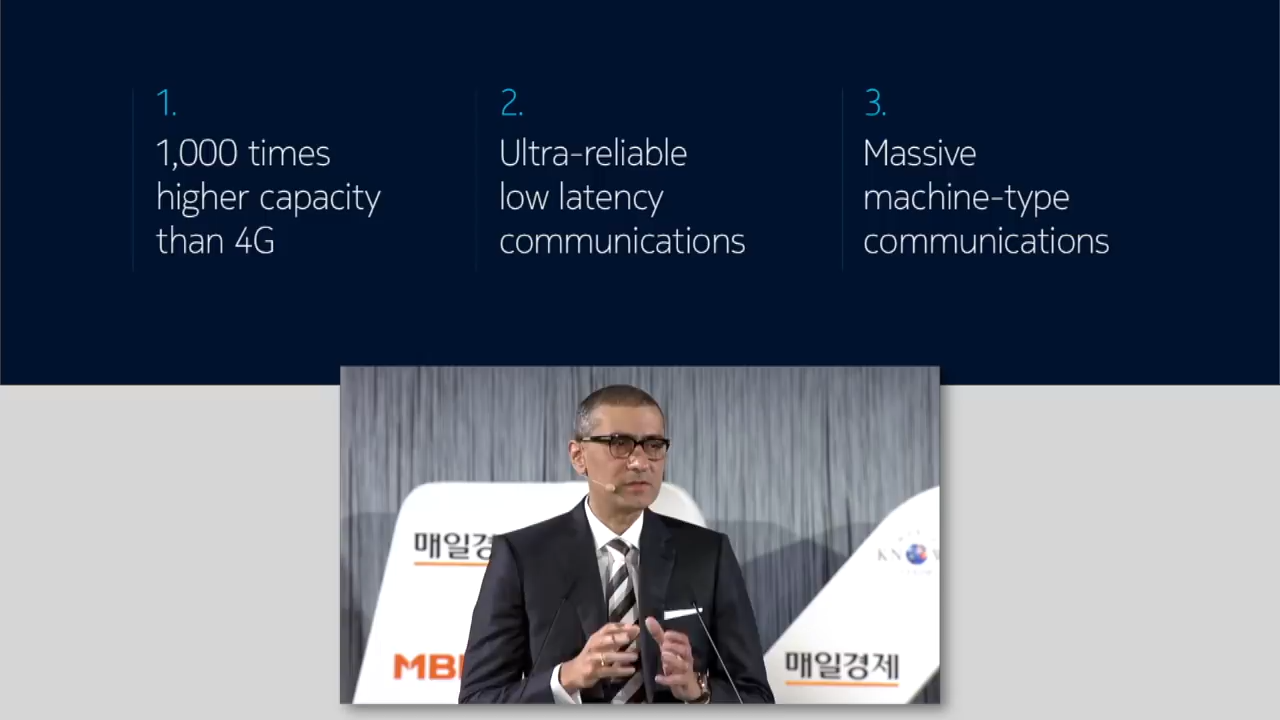 1.
1,000 times
higher capacity
than 4G
2.
Ultra-reliable
low latency
communications
3.
Massive
machine-type
communications
매일경
매일경제